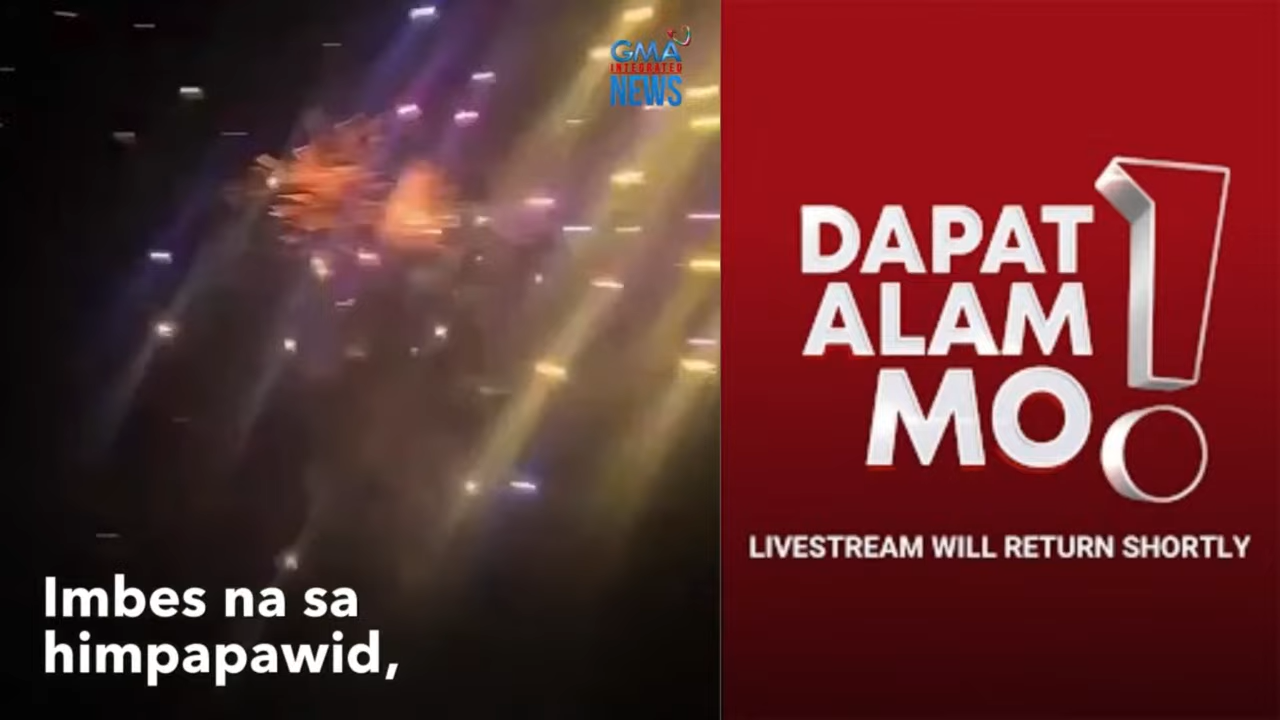 GMA
INTEGRATED
NEWS
Imbes na sa
himpapawid,
DAPAT
ALAM
MO!
LIVESTREAM WILL RETURN SHORTLY